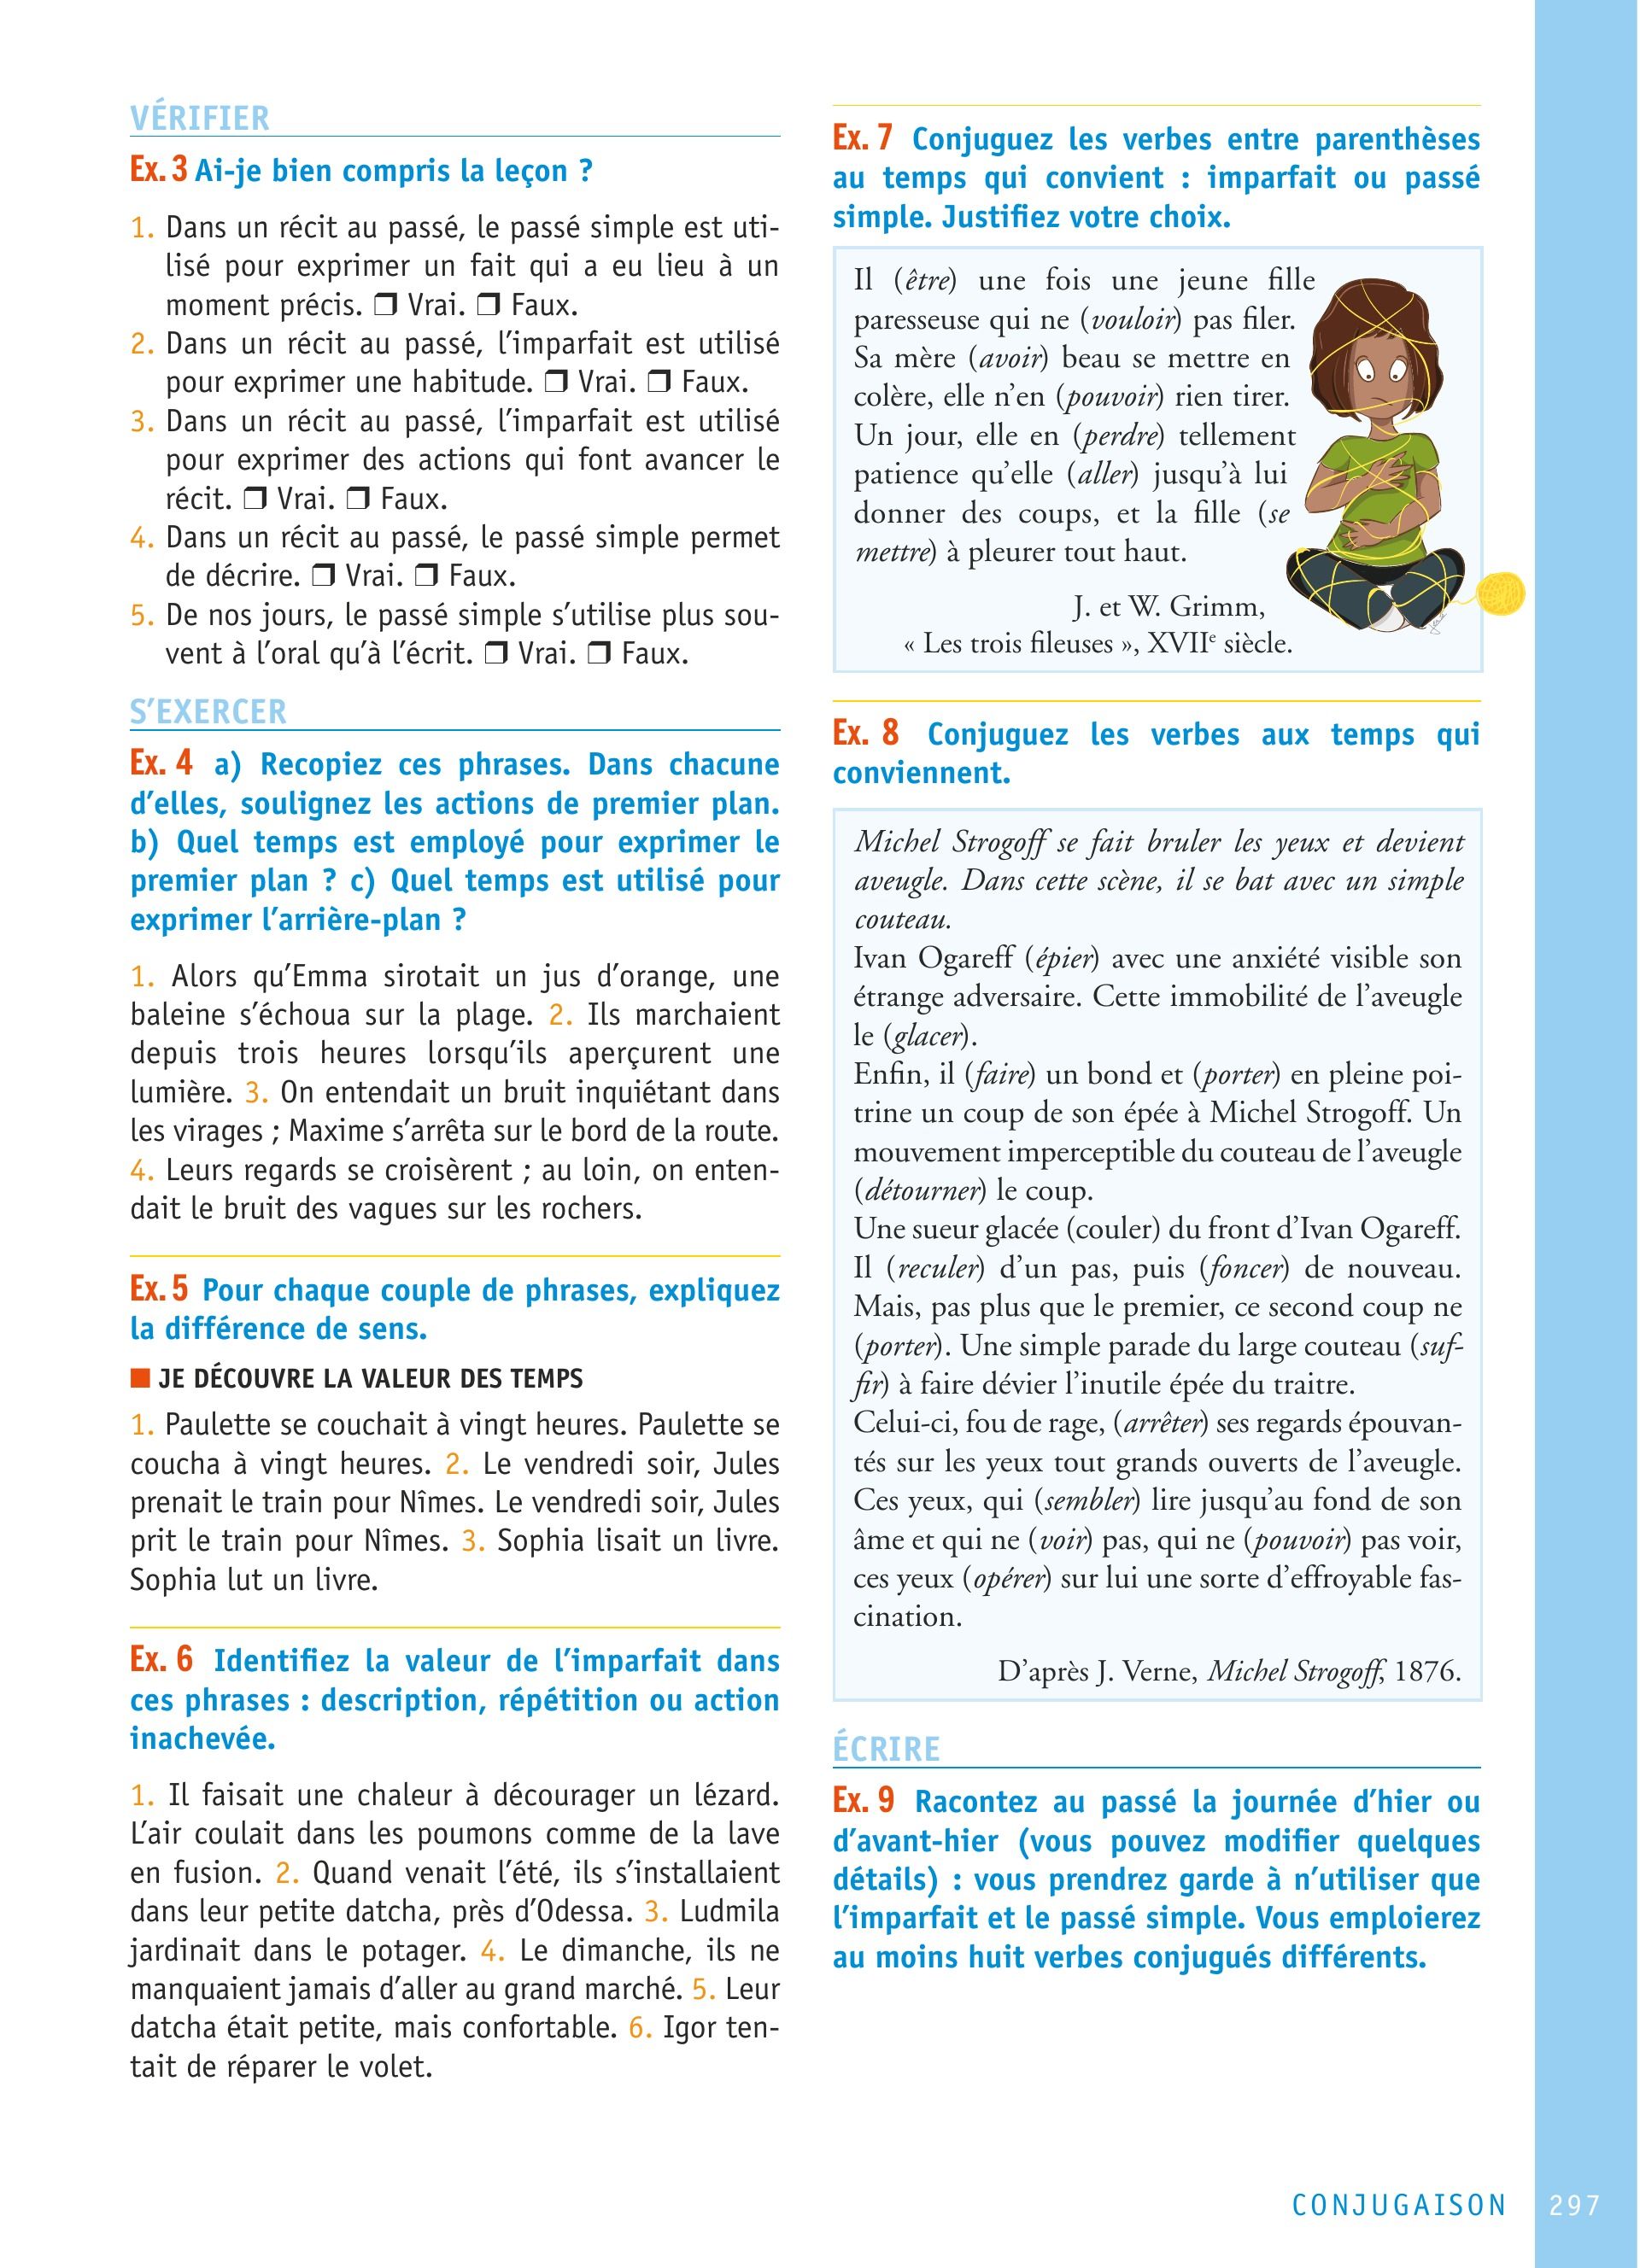 VÉRIFIER
Ex. 3 Ai-je bien compris la leçon ?
1. Dans un récit au passé, le passé simple est uti-
lisé pour exprimer un fait qui a eu lieu à un
moment précis. ❒ Vrai. ❒ Faux.
2. Dans un récit au passé, l’imparfait est utilisé
pour exprimer une habitude. ❒ Vrai. ❒ Faux.
3. Dans un récit au passé, l’imparfait est utilisé
pour exprimer des actions qui font avancer le
récit. ❒ Vrai. ❒ Faux.
4. Dans un récit au passé, le passé simple permet
de décrire. ❒ Vrai. ❒ Faux.
5. De nos jours, le passé simple s’utilise plus sou-
vent à l’oral qu’à l’écrit. ❒ Vrai. ❒ Faux.
S’EXERCER
Ex. 4 a) Recopiez ces phrases. Dans chacune
d’elles, soulignez les actions de premier plan.
b) Quel temps est employé pour exprimer le
premier plan ? c) Quel temps est utilisé pour
exprimer l’arrière-plan ?
1. Alors qu’Emma sirotait un jus d’orange, une
baleine s’échoua sur la plage. 2. Ils marchaient
depuis trois heures lorsqu’ils aperçurent une
lumière. 3. On entendait un bruit inquiétant dans
les virages ; Maxime s’arrêta sur le bord de la route.
4. Leurs regards se croisèrent ; au loin, on enten-
dait le bruit des vagues sur les rochers.
Ex. 5 Pour chaque couple de phrases, expliquez
la différence de sens.
■ JE DÉCOUVRE LA VALEUR DES TEMPS
1. Paulette se couchait à vingt heures. Paulette se
coucha à vingt heures. 2. Le vendredi soir, Jules
prenait le train pour Nîmes. Le vendredi soir, Jules
prit le train pour Nîmes. 3. Sophia lisait un livre.
Sophia lut un livre.
Ex. 6 Identifiez la valeur de l’imparfait dans
ces phrases : description, répétition ou action
inachevée.
1. Il faisait une chaleur à décourager un lézard.
L’air coulait dans les poumons comme de la lave
en fusion. 2. Quand venait l’été, ils s’installaient
dans leur petite datcha, près d’Odessa. 3. Ludmila
jardinait dans le potager. 4. Le dimanche, ils ne
manquaient jamais d’aller au grand marché. 5. Leur
datcha était petite, mais confortable. 6. Igor ten-
tait de réparer le volet.
Ex. 7 Conjuguez les verbes entre parenthèses
au temps qui convient : imparfait ou passé
simple. Justifiez votre choix.
Il (être) une fois une jeune fille
paresseuse qui ne (vouloir) pas filer.
Sa mère (avoir) beau se mettre en
colère, elle n’en (pouvoir) rien tirer.
Un jour, elle en (perdre) tellement
patience qu’elle (aller) jusqu’à lui
donner des coups, et la fille (se
mettre) à pleurer tout haut.
J. et W. Grimm,
« Les trois fileuses », XVIIe siècle.
Ex. 8 Conjuguez les verbes aux temps qui
conviennent.
Michel Strogoff se fait bruler les yeux et devient
aveugle. Dans cette scène, il se bat avec un simple
couteau.
Ivan Ogareff (épier) avec une anxiété visible son
étrange adversaire. Cette immobilité de l’aveugle
le (glacer).
Enfin, il (faire) un bond et (porter) en pleine poi-
trine un coup de son épée à Michel Strogoff. Un
mouvement imperceptible du couteau de l’aveugle
(détourner) le coup.
Une sueur glacée (couler) du front d’Ivan Ogareff.
Il (reculer) d’un pas, puis (foncer) de nouveau.
Mais, pas plus que le premier, ce second coup ne
(porter). Une simple parade du large couteau (suf-
fir) à faire dévier l’inutile épée du traitre.
Celui-ci, fou de rage, (arrêter) ses regards épouvan-
tés sur les yeux tout grands ouverts de l’aveugle.
Ces yeux, qui (sembler) lire jusqu’au fond de son
âme et qui ne (voir) pas, qui ne (pouvoir) pas voir,
ces yeux (opérer) sur lui une sorte d’effroyable fas-
cination.
D’après J. Verne, Michel Strogoff, 1876.
ÉCRIRE
Ex. 9 Racontez au passé la journée d’hier ou
d’avant-hier (vous pouvez modifier quelques
détails) : vous prendrez garde à n’utiliser que
l’imparfait et le passé simple. Vous emploierez
au moins huit verbes conjugués différents.
CONJUGAISON 297